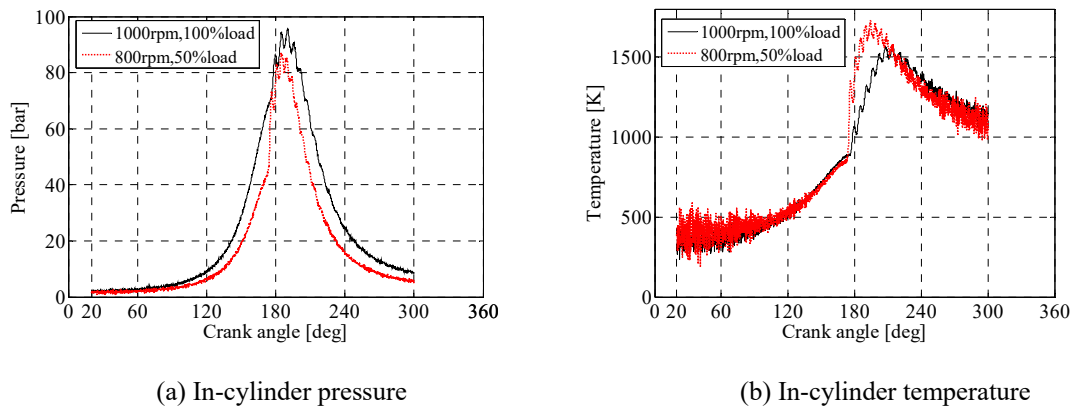 100
80
60
40
20
0
Pressure [bar]
1000rpm,100%load
800rpm,50%load
0 20 60 120 180 240 300 360
Crank angle [deg]
(a) In-cylinder pressure
1500
1000
500
0
Temperature [K]
1000rpm,100%load
800rpm,50%load
0 20 60 120 180 240 300 360
Crank angle [deg]
(b) In-cylinder temperature